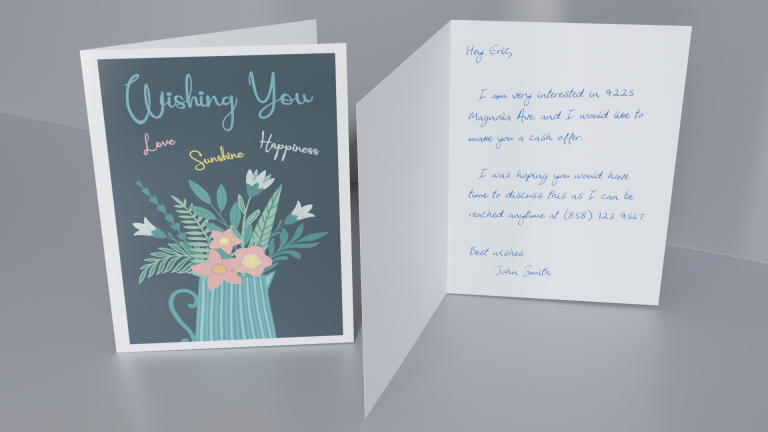 Wishing You
Love
Sunshine
Happiness
Hey Eric,
I am very interested in 4225
Magnolia Ave. and I would like to
make you a cash offer.
I was hoping you would have
time to discuss this as I can be
reached anytime at (858) 123 4567
Best wishes
John Smith